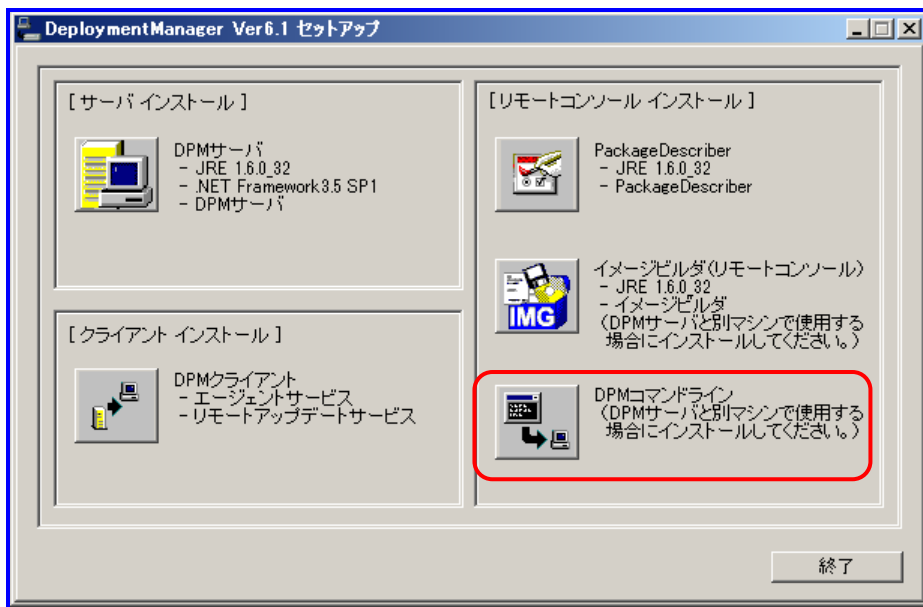 DeploymentManager Ver6.1 セットアップ
[ サーバ インストール ]
DPMサーバ
- JRE 1.6.0_32
- .NET Framework3.5 SP1
- DPMサーバ
[ クライアント インストール ]
DPMクライアント
- エージェントサービス
- リモートアップデートサービス
[ リモートコンソール インストール ]
PackageDescriber
- JRE 1.6.0_32
- PackageDescriber
IMG
イメージビルダ(リモートコンソール)
- JRE 1.6.0_32
- イメージビルダ
(DPMサーバと別マシンで使用する
場合にインストールしてください。)
DPMコマンドライン
(DPMサーバと別マシンで使用する
場合にインストールしてください。)
終了